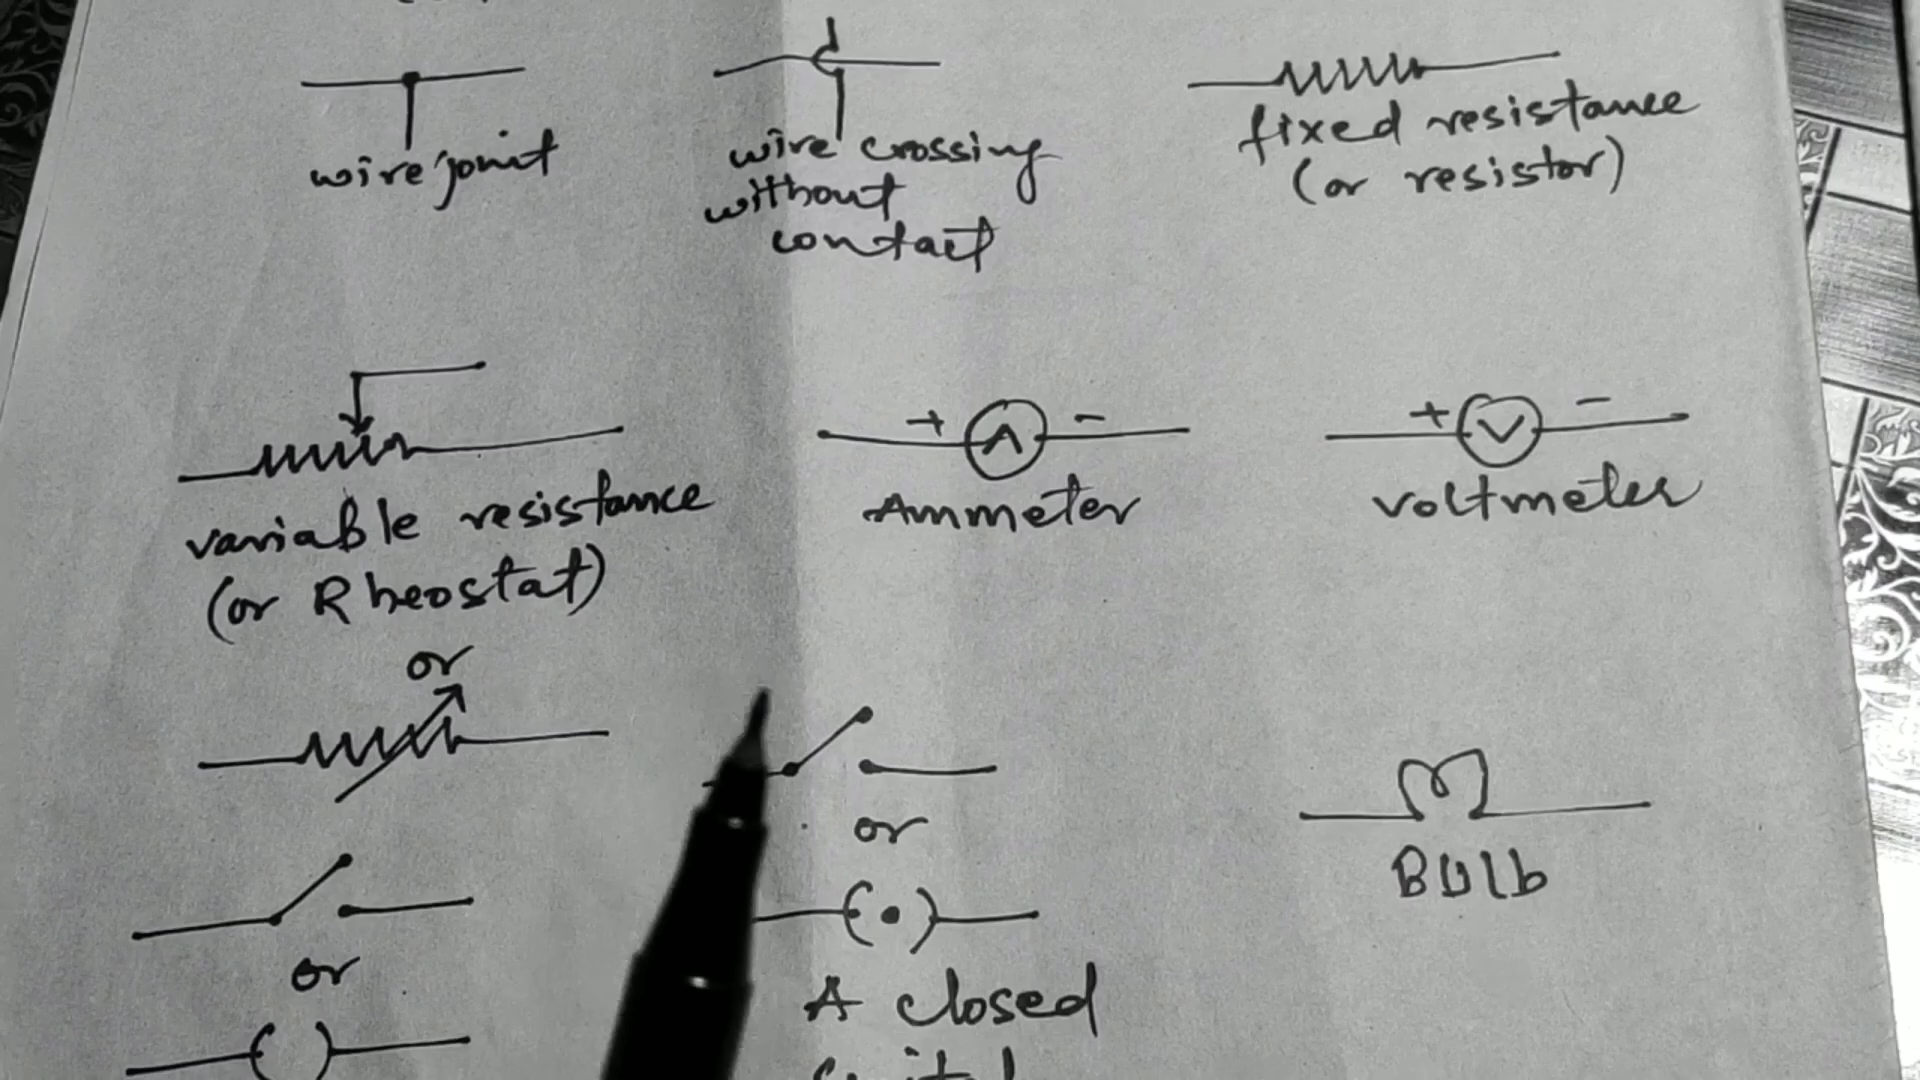 wire joint
wire crossing
without
contact
fixed resistance
(or resistor)
variable resistance
(or Rheostat)
or
+ A -
Ammeter
+ V -
voltmeter
or
or
A closed
BUlb